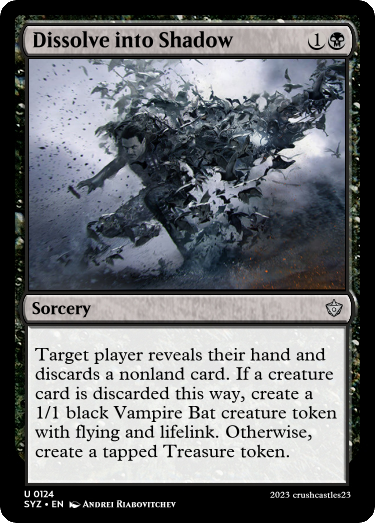 Dissolve into Shadow 1
Sorcery
Target player reveals their hand and
discards a nonland card. If a creature
card is discarded this way, create a
1/1 black Vampire Bat creature token
with flying and lifelink. Otherwise,
create a tapped Treasure token.
U 0124
SYZ • EN Andrei Riabovitchev
2023 crushcastles23